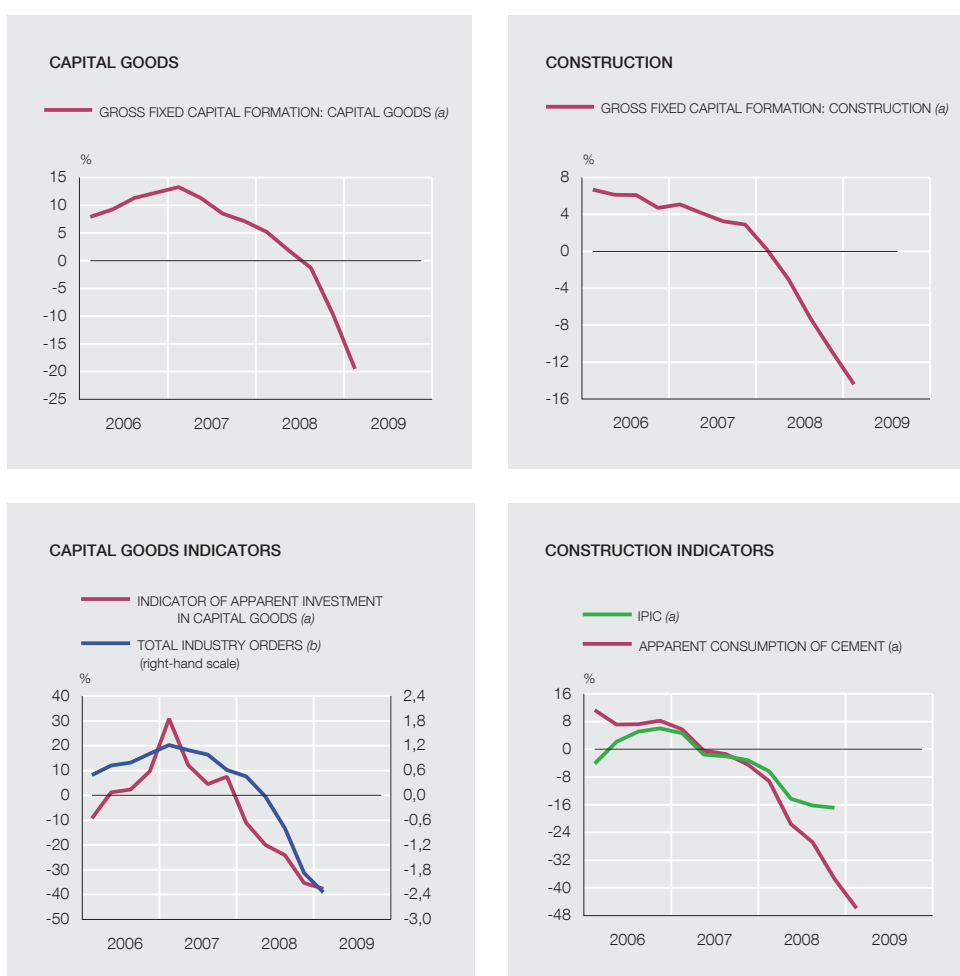 CAPITAL GOODS
GROSS FIXED CAPITAL FORMATION: CAPITAL GOODS (a)
%
15
10
5
0
-5
-10
-15
-20
-25
2006 2007 2008 2009
CONSTRUCTION
GROSS FIXED CAPITAL FORMATION: CONSTRUCTION (a)
%
8
4
0
-4
-8
-12
-16
2006 2007 2008 2009
CAPITAL GOODS INDICATORS
INDICATOR OF APPARENT INVESTMENT
IN CAPITAL GOODS (a)
TOTAL INDUSTRY ORDERS (b)
(right-hand scale)
%
40 2,4
30 1,8
20 1,2
10 0,6
0 0,0
-10 -0,6
-20 -1,2
-30 -1,8
-40 -2,4
-50 -3,0
2006 2007 2008 2009
CONSTRUCTION INDICATORS
IPIC (a)
APPARENT CONSUMPTION OF CEMENT (a)
%
16
8
0
-8
-16
-24
-32
-40
-48
2006 2007 2008 2009